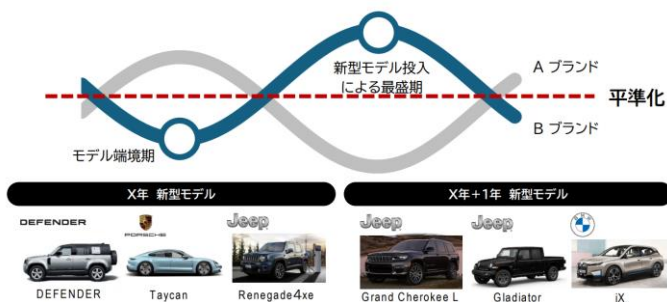 新型モデル投入
による最盛期
A ブランド
平準化
B ブランド
モデル端境期
X年 新型モデル
X年+1年 新型モデル
DEFENDER
PORSCHE
Jeep
Jeep
Jeep
DEFENDER
Taycan
Renegade4xe
Grand Cherokee L
Gladiator
iX